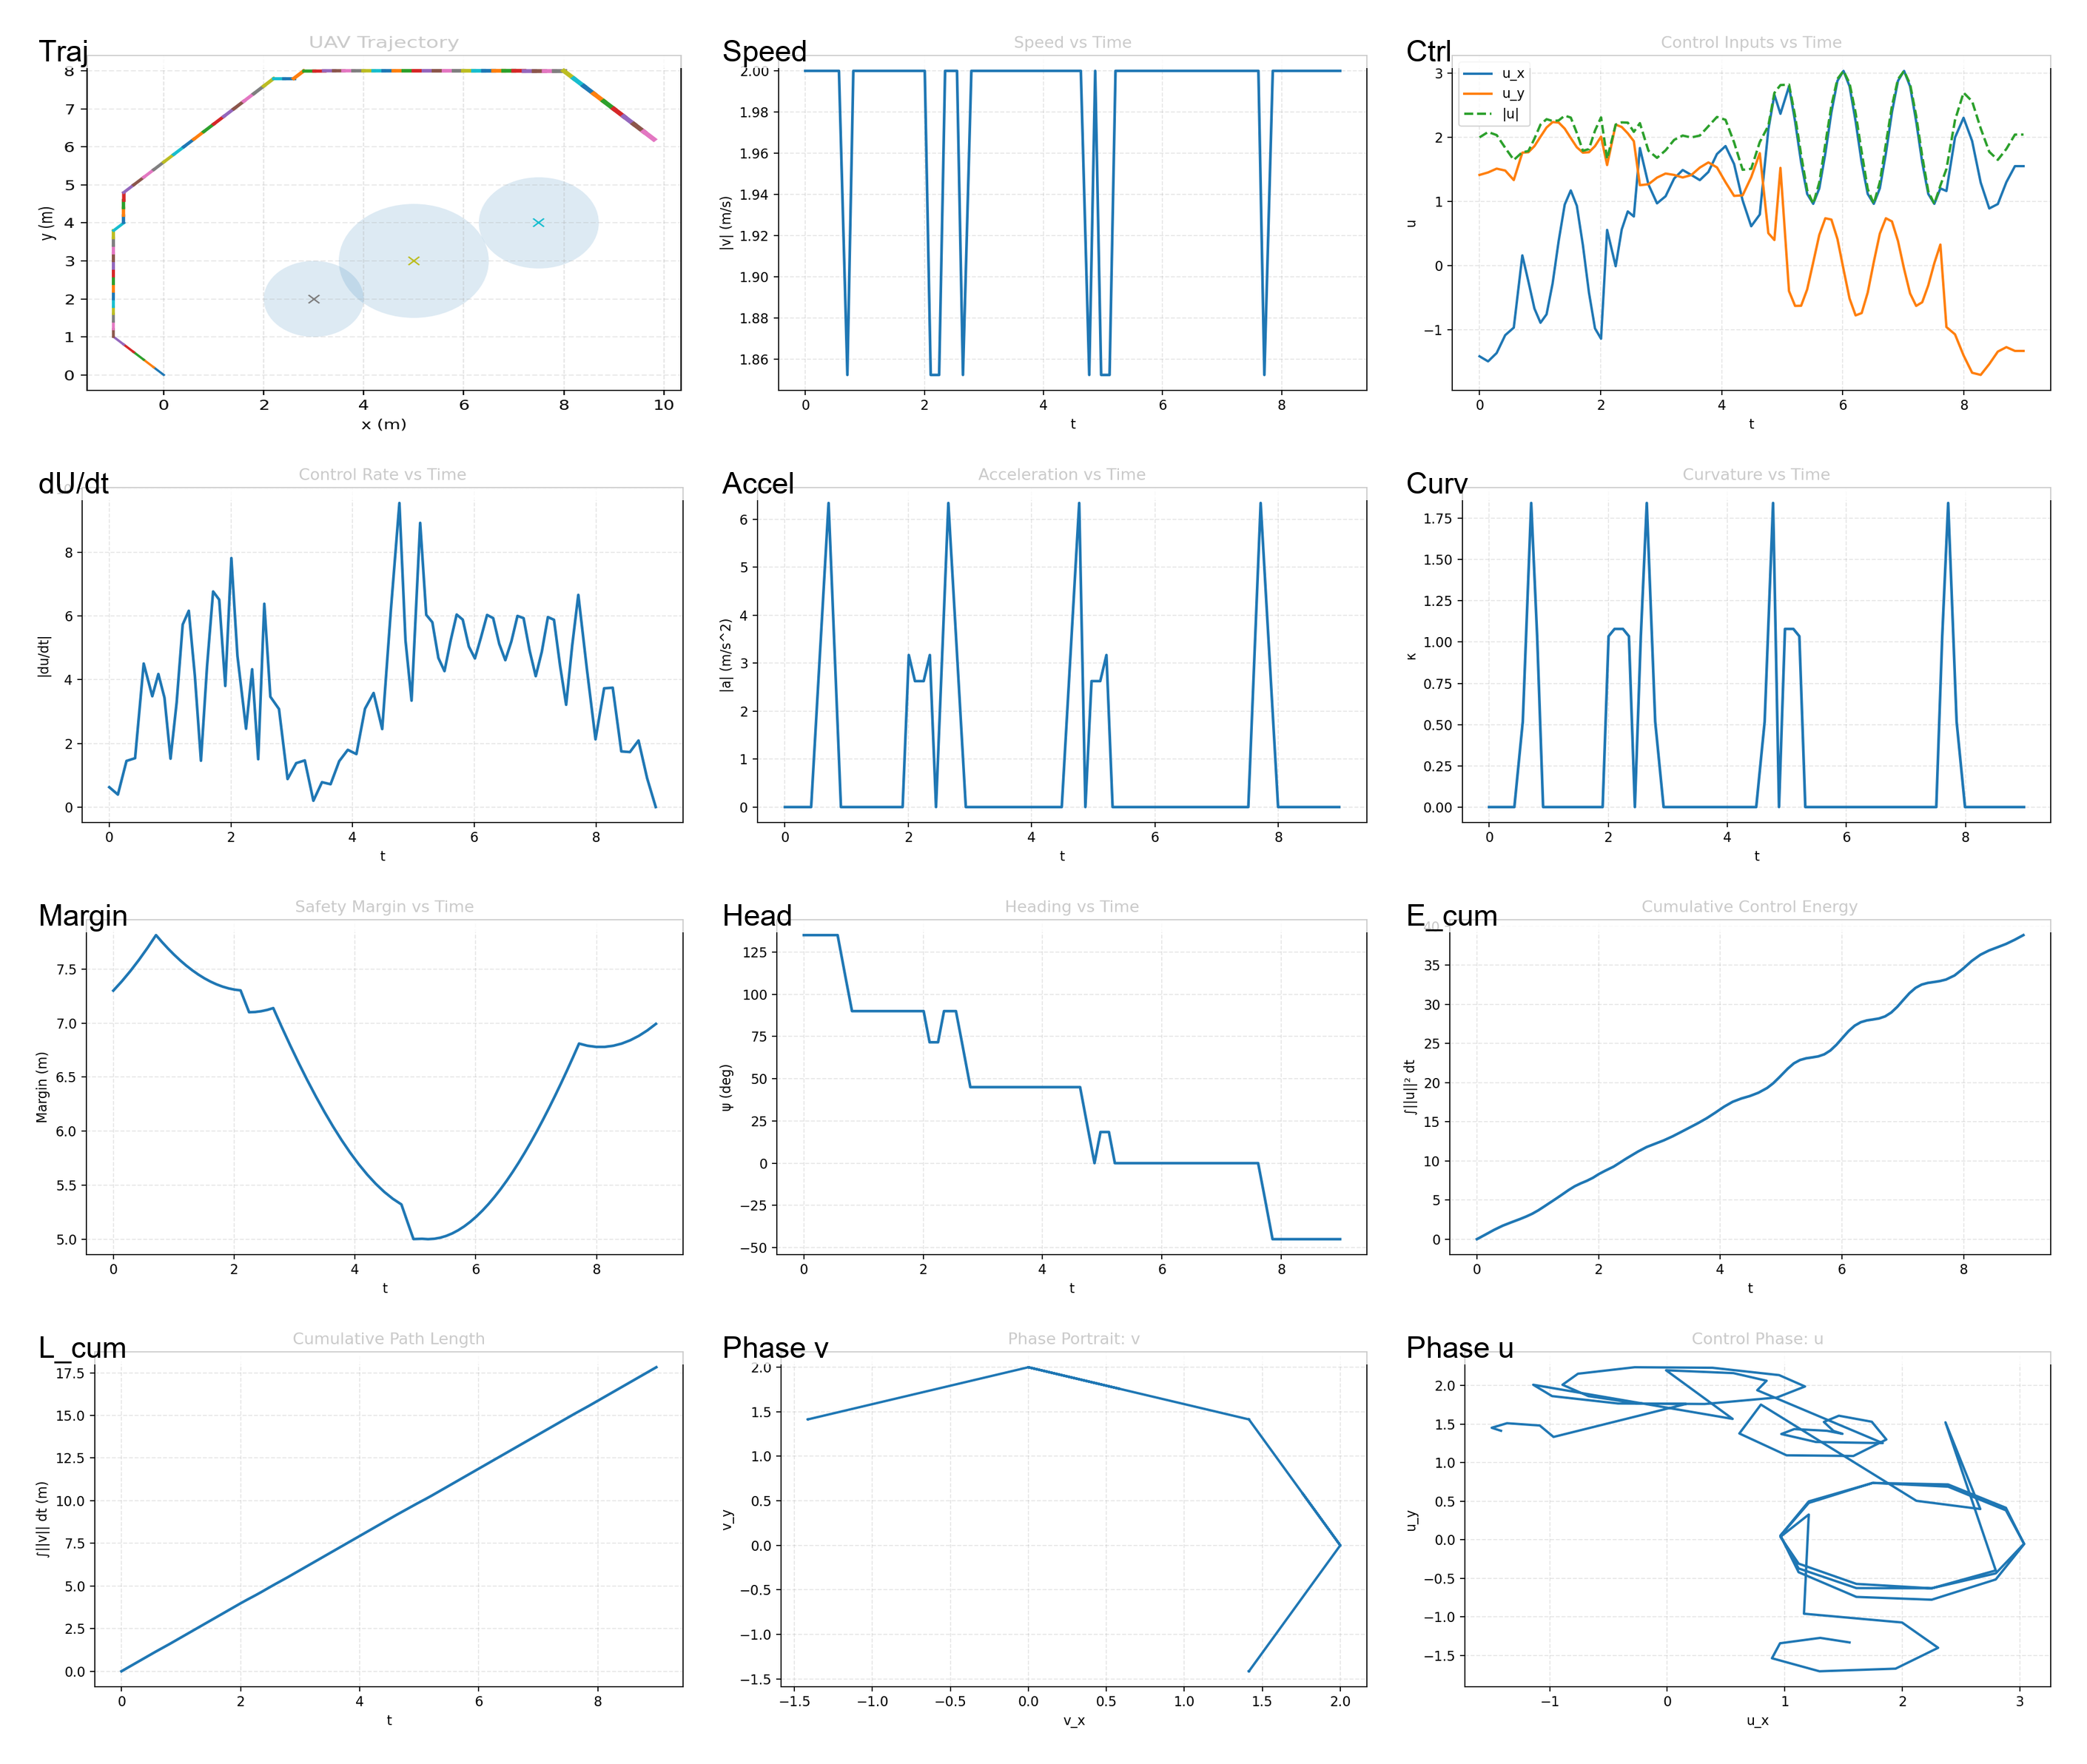 Traj
UAV Trajectory
8
7
6
5
4
3
2
1
0
y (m)
0 2 4 6 8 10
x (m)
Speed
Speed vs Time
2.00
1.98
1.96
1.94
1.92
1.90
1.88
1.86
|v| (m/s)
0 2 4 6 8
t
Ctrl
Control Inputs vs Time
u_x
u_y
|u|
3
2
1
0
−1
u
0 2 4 6 8
t
dU/dt
Control Rate vs Time
8
6
4
2
0
|du/dt|
0 2 4 6 8
t
Accel
Acceleration vs Time
6
5
4
3
2
1
0
|a| (m/s^2)
0 2 4 6 8
t
Curv
Curvature vs Time
1.75
1.50
1.25
1.00
0.75
0.50
0.25
0.00
κ
0 2 4 6 8
t
Margin
Safety Margin vs Time
7.5
7.0
6.5
6.0
5.5
5.0
Margin (m)
0 2 4 6 8
t
Head
Heading vs Time
125
100
75
50
25
0
−25
−50
ψ (deg)
0 2 4 6 8
t
E_cum
Cumulative Control Energy
40
35
30
25
20
15
10
5
0
∫||u||² dt
0 2 4 6 8
t
L_cum
Cumulative Path Length
17.5
15.0
12.5
10.0
7.5
5.0
2.5
0.0
∫||v|| dt (m)
0 2 4 6 8
t
Phase v
Phase Portrait: v
2.0
1.5
1.0
0.5
0.0
−0.5
−1.0
−1.5
v_y
−1.5 −1.0 −0.5 0.0 0.5 1.0 1.5 2.0
v_x
Phase u
Control Phase: u
2.0
1.5
1.0
0.5
0.0
−0.5
−1.0
−1.5
u_y
−1 0 1 2 3
u_x